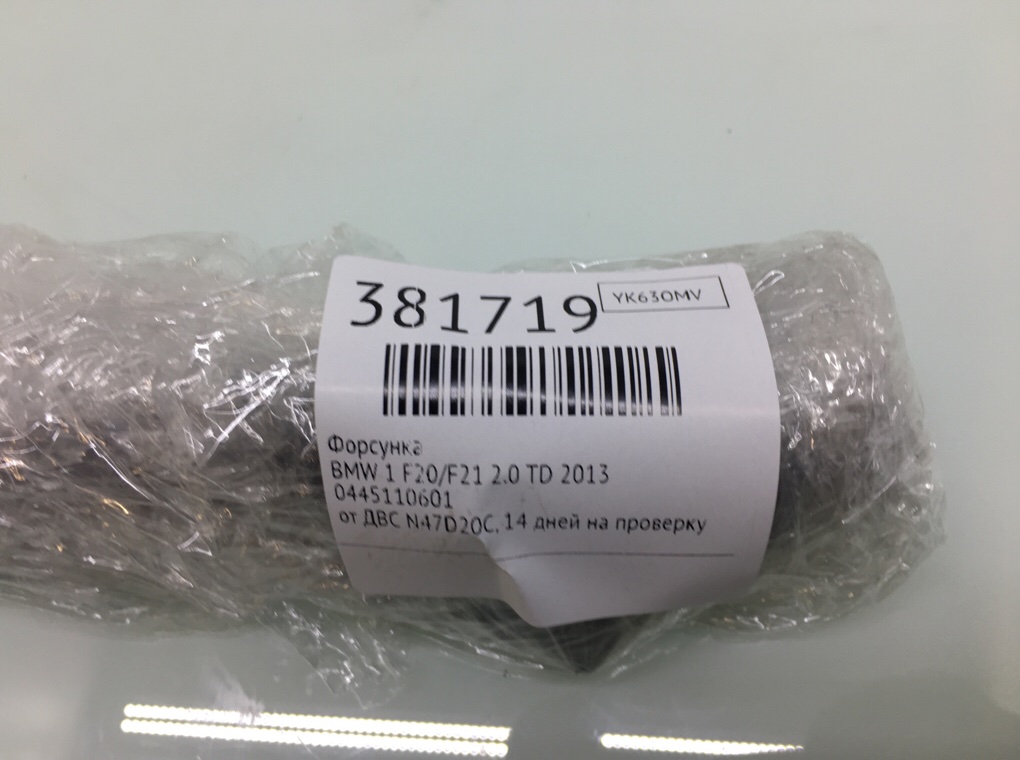 381719 YK630MV
Форсунка
BMW 1 F20/F21 2.0 TD 2013
0445110601
от ДВС N47D20C, 14 дней на проверку